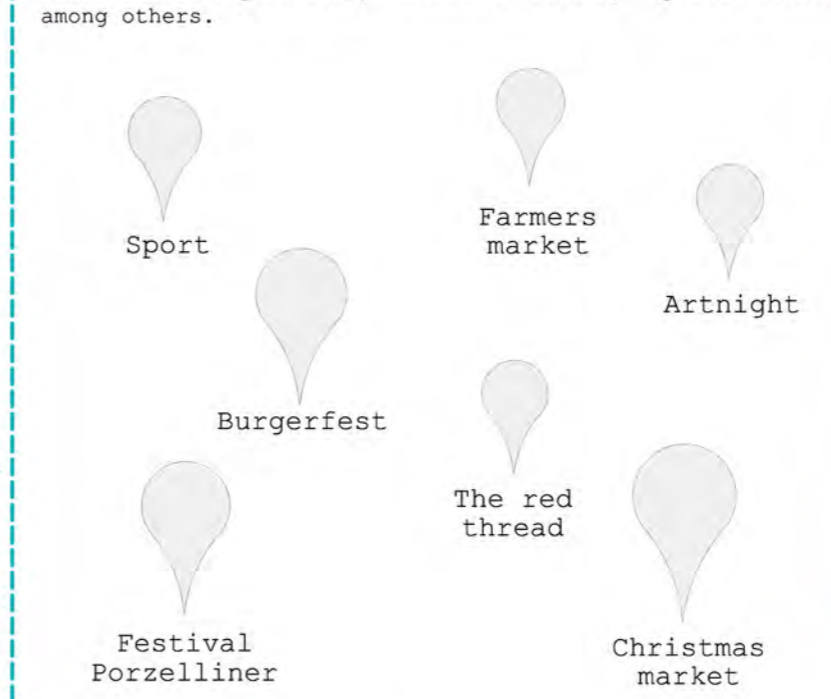 among others.
Sport
Farmers
market
Artnight
Burgerfest
The red
thread
Festival
Porzelliner
Christmas
market